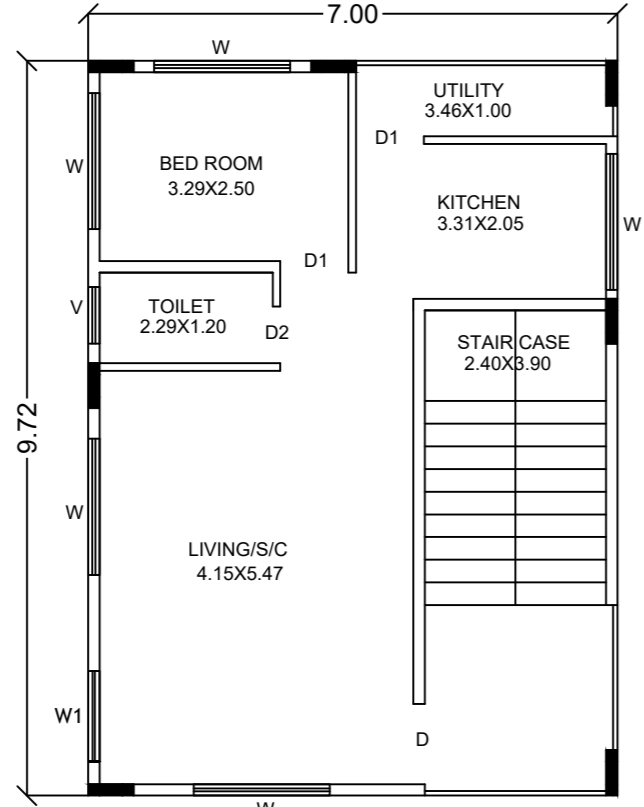 7.00
W
UTILITY
3.46X1.00
D1
W
BED ROOM
3.29X2.50
KITCHEN
3.31X2.05
W
D1
V
TOILET
2.29X1.20
D2
STAIR CASE
2.40X3.90
9.72
W
LIVING/S/C
4.15X5.47
W1
D
W